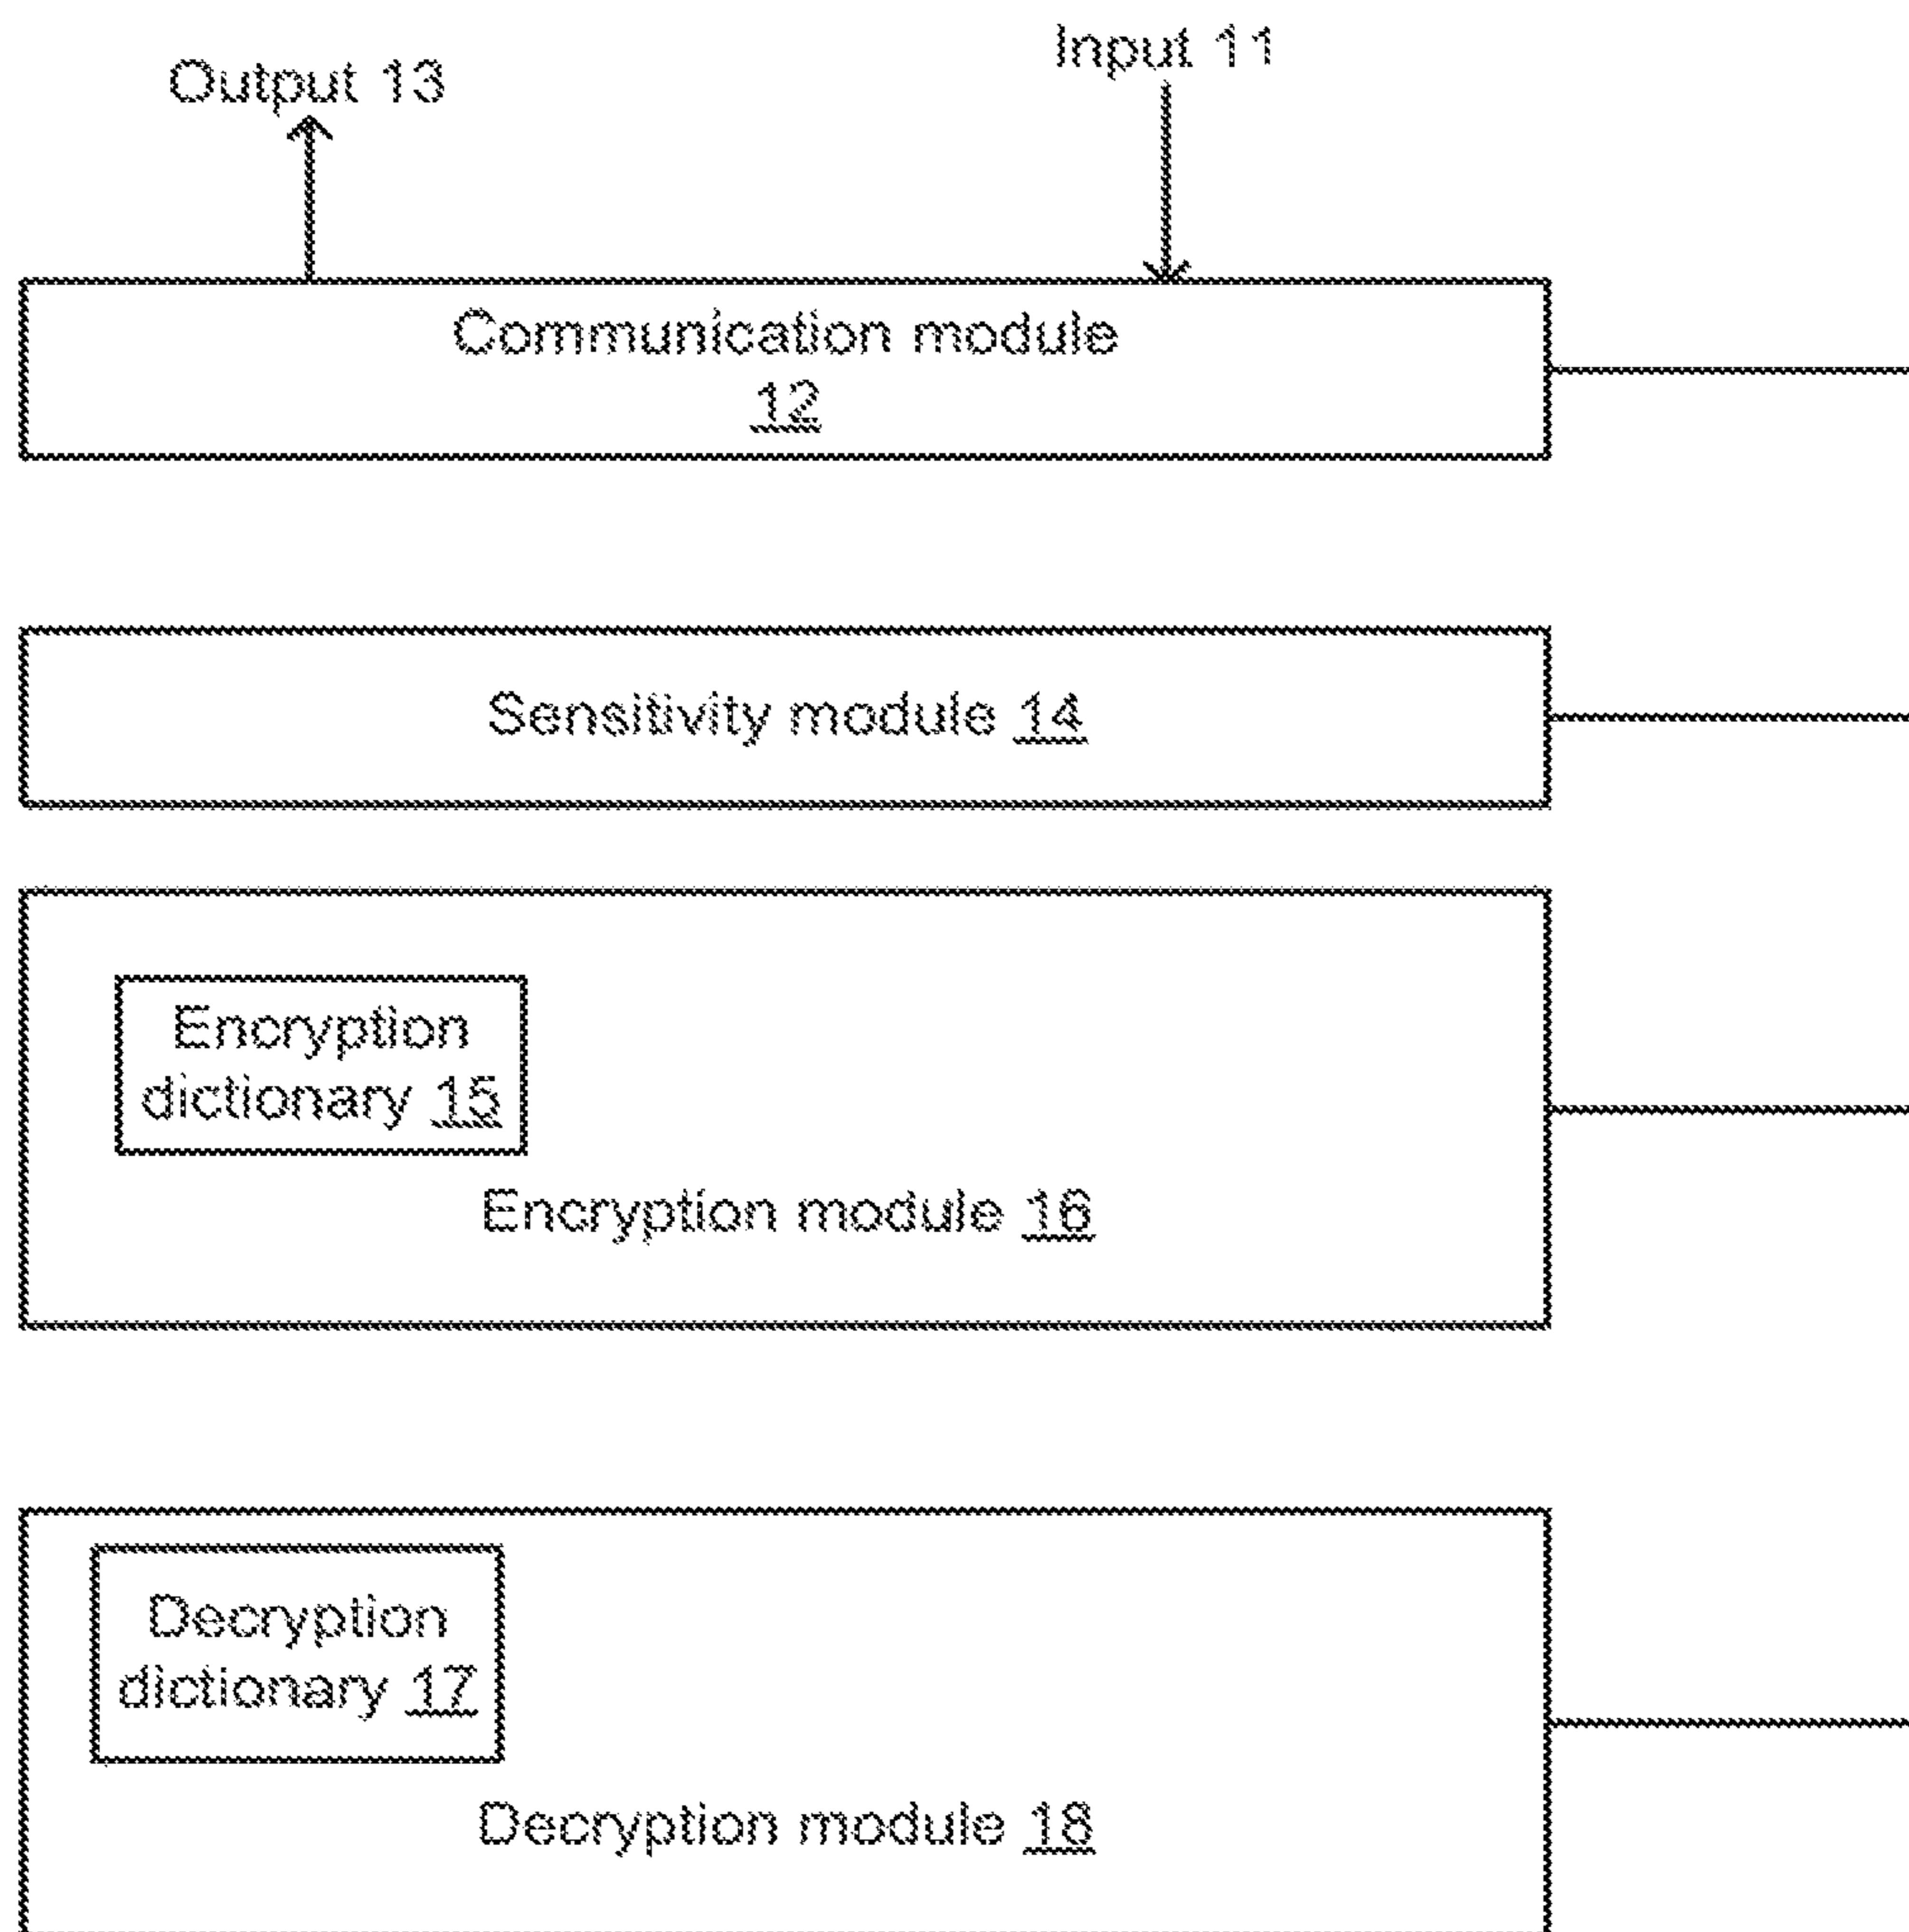 Output 13
Input 11
Communication module
12
Sensitivity module 14
Encryption
dictionary 15
Encryption module 16
Decryption
dictionary 17
Decryption module 18